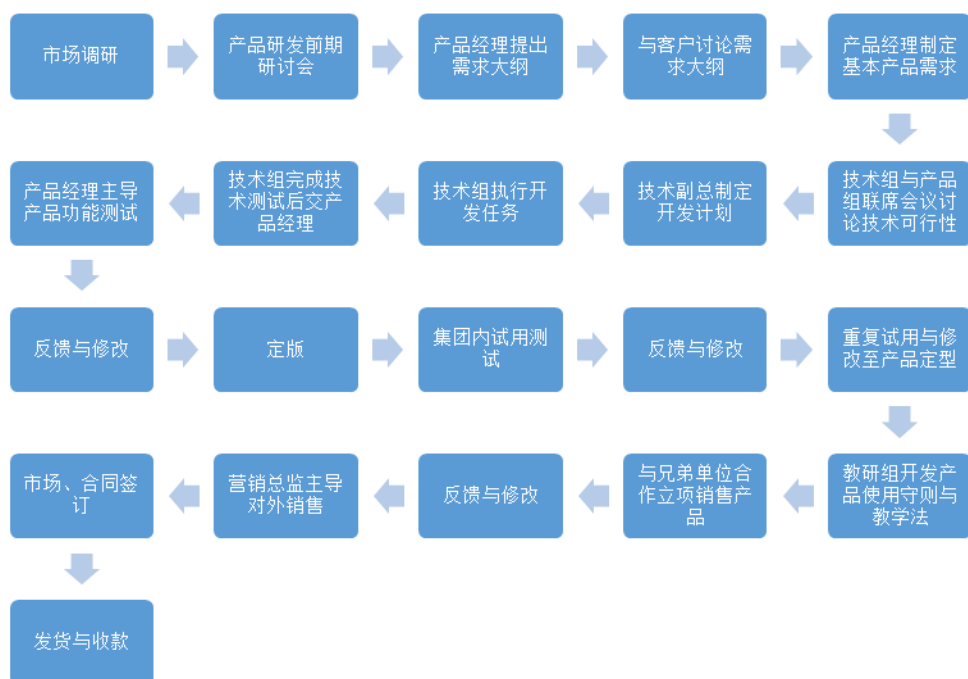 市场调研
产品研发前期
研讨会
产品经理提出
需求大纲
与客户讨论需
求大纲
产品经理制定
基本产品需求
技术组与产品
组联席会议讨
论技术可行性
技术副总制定
开发计划
技术组执行开
发任务
技术组完成技
术测试后交产
品经理
产品经理主导
产品功能测试
反馈与修改
定版
集团内试用测
试
反馈与修改
重复试用与修
改至产品定型
教研组开发产
品使用守则与
教学法
与兄弟单位合
作立项销售产
品
反馈与修改
营销总监主导
对外销售
市场、合同签
订
发货与收款